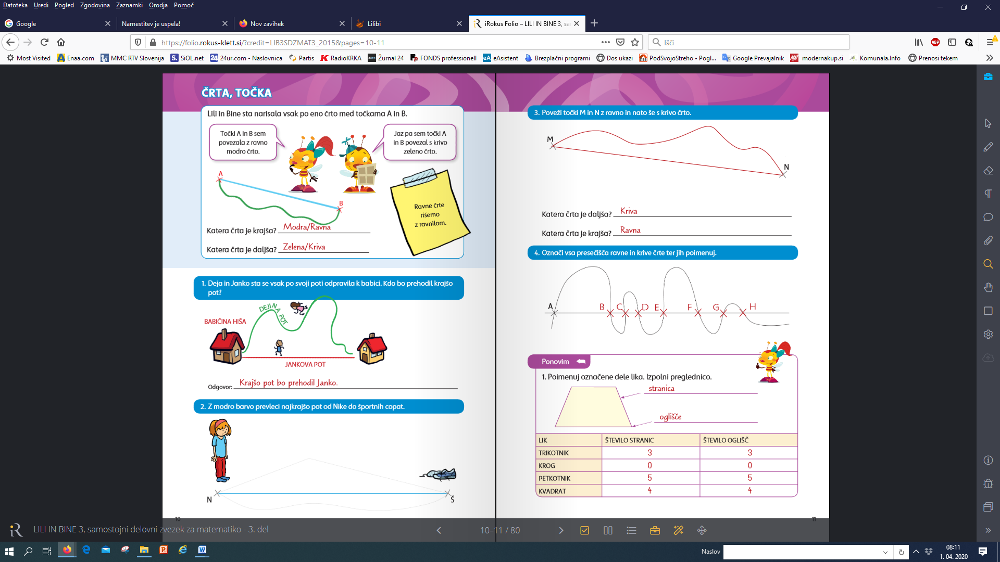 Datoteka Uredi Pogled Zgodovina Zaznamki Orodja Pomoč
Google
Namestitev je uspela!
Nov zavihek
Lilibi
iRokus Folio – LILI IN BINE 3, sa
https://folio.rokus-klett.si/?credit=LIB3SDZMAT3_2015&pages=10-11
Išči
Most Visited Enaa.com MMC RTV Slovenija SiOL.net 24ur.com - Naslovnica Partis RadioKRKA Žurnal 24 FONDS professionell eAsistent Brezplačni programi Dos ukazi PodSvojoStreho • Pogl... Google Prevajalnik modernakup.si Komunala.Info Prenosi tekem
ČRTA, TOČKA
Lili in Bine sta narisala vsak po eno črto med točkama A in B.
Točki A in B sem
povezala z ravno
modro črto.
Jaz pa sem točki A
in B povezal s krivo
zeleno črto.
A
B
Ravne črte
rišemo
z ravnilom.
Katera črta je krajša? Modra/Ravna
Katera črta je daljša? Zelena/Kriva
1. Deja in Janko sta se vsak po svoji poti odpravila k babici. Kdo bo prehodil krajšo
pot?
DEJINA POT
BABIČINA HIŠA
JANKOVA POT
Odgovor: Krajšo pot bo prehodil Janko.
2. Z modro barvo prevleci najkrajšo pot od Nike do športnih copat.
N
Š
10
3. Poveži točki M in N z ravno in nato še s krivo črto.
M
N
Katera črta je daljša? Kriva
Katera črta je krajša? Ravna
4. Označi vsa presečišča ravne in krive črte ter jih poimenuj.
A B C D E F G H
Ponovim
1. Poimenuj označene dele lika. Izpolni preglednico.
stranica
oglišče
LIK ŠTEVILO STRANIC ŠTEVILO OGLIŠČ
TRIKOTNIK 3 3
KROG 0 0
PETKOTNIK 5 5
KVADRAT 4 4
11
LILI IN BINE 3, samostojni delovni zvezek za matematiko - 3. del
10–11 / 80
Naslov
08:11
1. 04. 2020